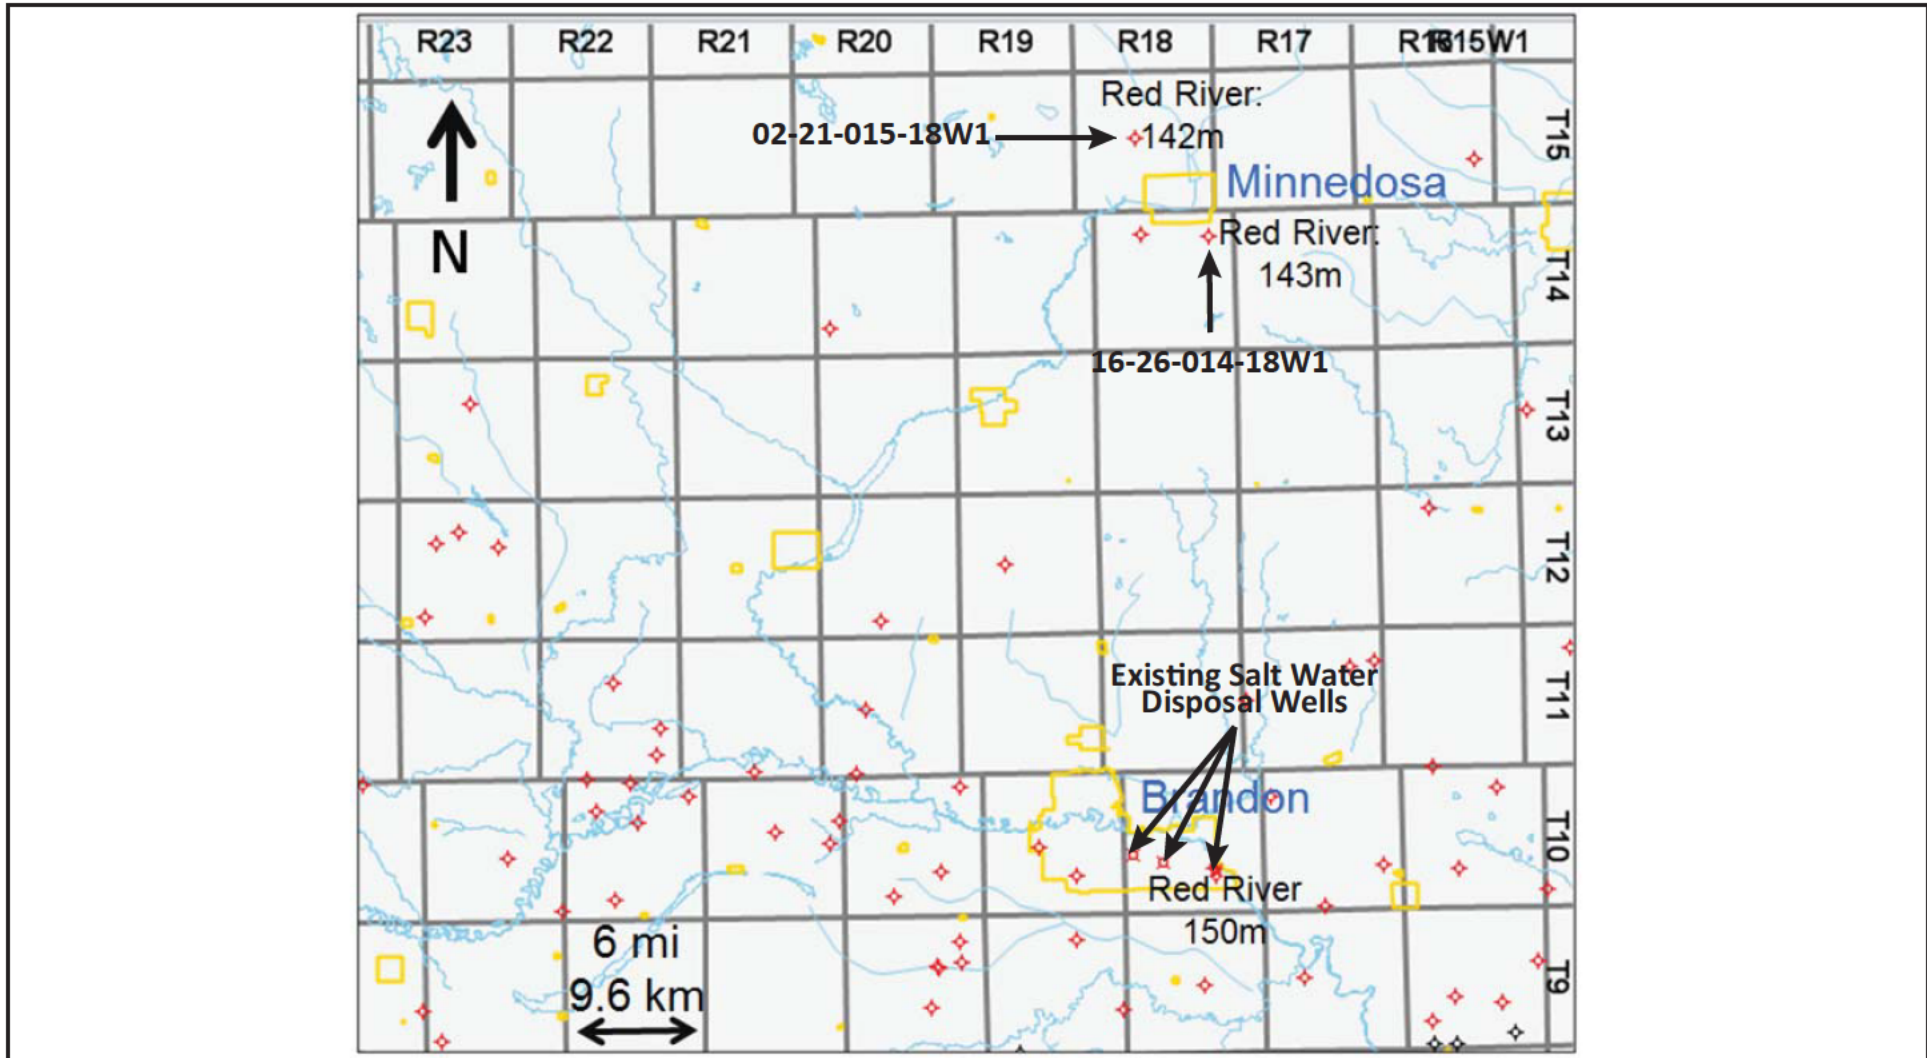 R23 R22 R21 R20 R19 R18 R17 R16 R15W1
Red River:
02-21-015-18W1
142m
T15
Minnedosa
N
Red River:
143m
T14
16-26-014-18W1
T13
T12
Existing Salt Water
Disposal Wells
T11
Brandon
T10
Red River
150m
6 mi
9.6 km
T9